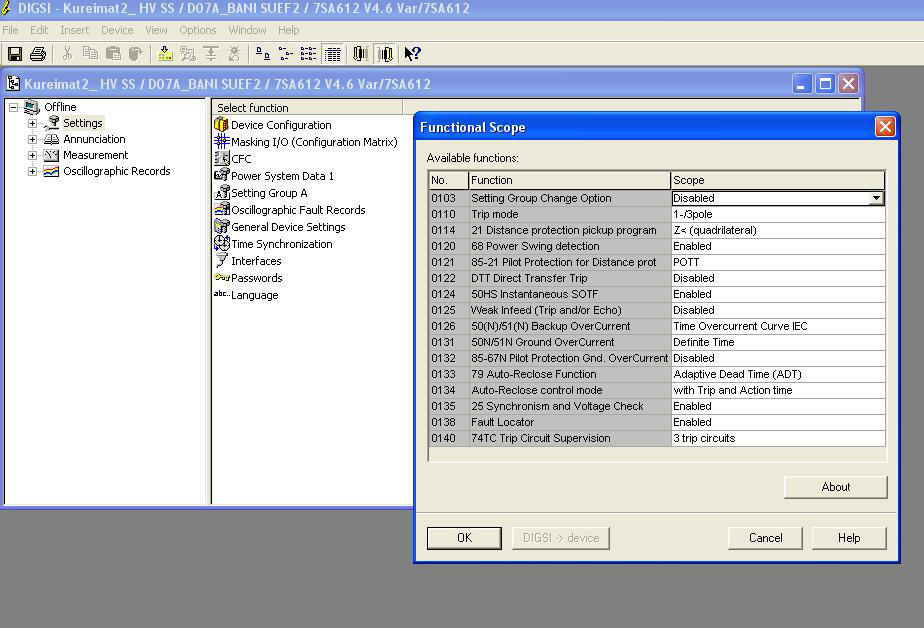 DIGSI - Kureimat2_ HV SS / D07A_BANI SUEF2 / 7SA612 V4.6 Var/7SA612
File Edit Insert Device View Options Window Help
Kureimat2_ HV SS / D07A_BANI SUEF2 / 7SA612 V4.6 Var/7SA612
Offline
Settings
Annunciation
Measurement
Oscillographic Records
Select function
Device Configuration
Masking I/O (Configuration Matrix)
CFC
Power System Data 1
Setting Group A
Oscillographic Fault Records
General Device Settings
Time Synchronization
Interfaces
Passwords
abc.. Language
Functional Scope
Available functions:
No. Function Scope
0103 Setting Group Change Option Disabled
0110 Trip mode 1-/3pole
0114 21 Distance protection pickup program Z< (quadrilateral)
0120 68 Power Swing detection Enabled
0121 85-21 Pilot Protection for Distance prot POTT
0122 DTT Direct Transfer Trip Disabled
0124 50HS Instantaneous SOTF Enabled
0125 Weak Infeed (Trip and/or Echo) Disabled
0126 50(N)/51(N) Backup OverCurrent Time Overcurrent Curve IEC
0131 50N/51N Ground OverCurrent Definite Time
0132 85-67N Pilot Protection Gnd. OverCurrent Disabled
0133 79 Auto-Reclose Function Adaptive Dead Time (ADT)
0134 Auto-Reclose control mode with Trip and Action time
0135 25 Synchronism and Voltage Check Enabled
0138 Fault Locator Enabled
0140 74TC Trip Circuit Supervision 3 trip circuits
About
OK DIGSI -> device Cancel Help